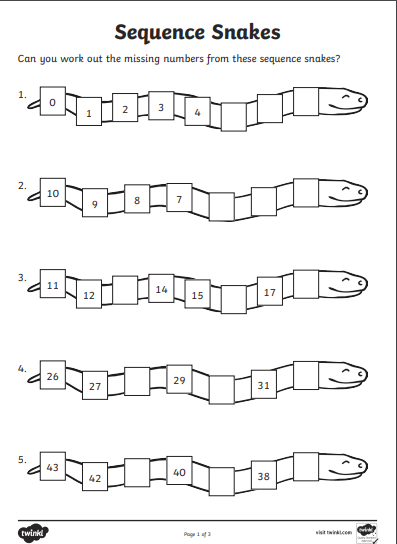 Sequence Snakes
Can you work out the missing numbers from these sequence snakes?
1. 0 1 2 3 4
2. 10 9 8 7
3. 11 12 14 15 17
4. 26 27 29 31
5. 43 42 40 38
twinkl
Page 1 of 3
visit twinkl.com
twinkl